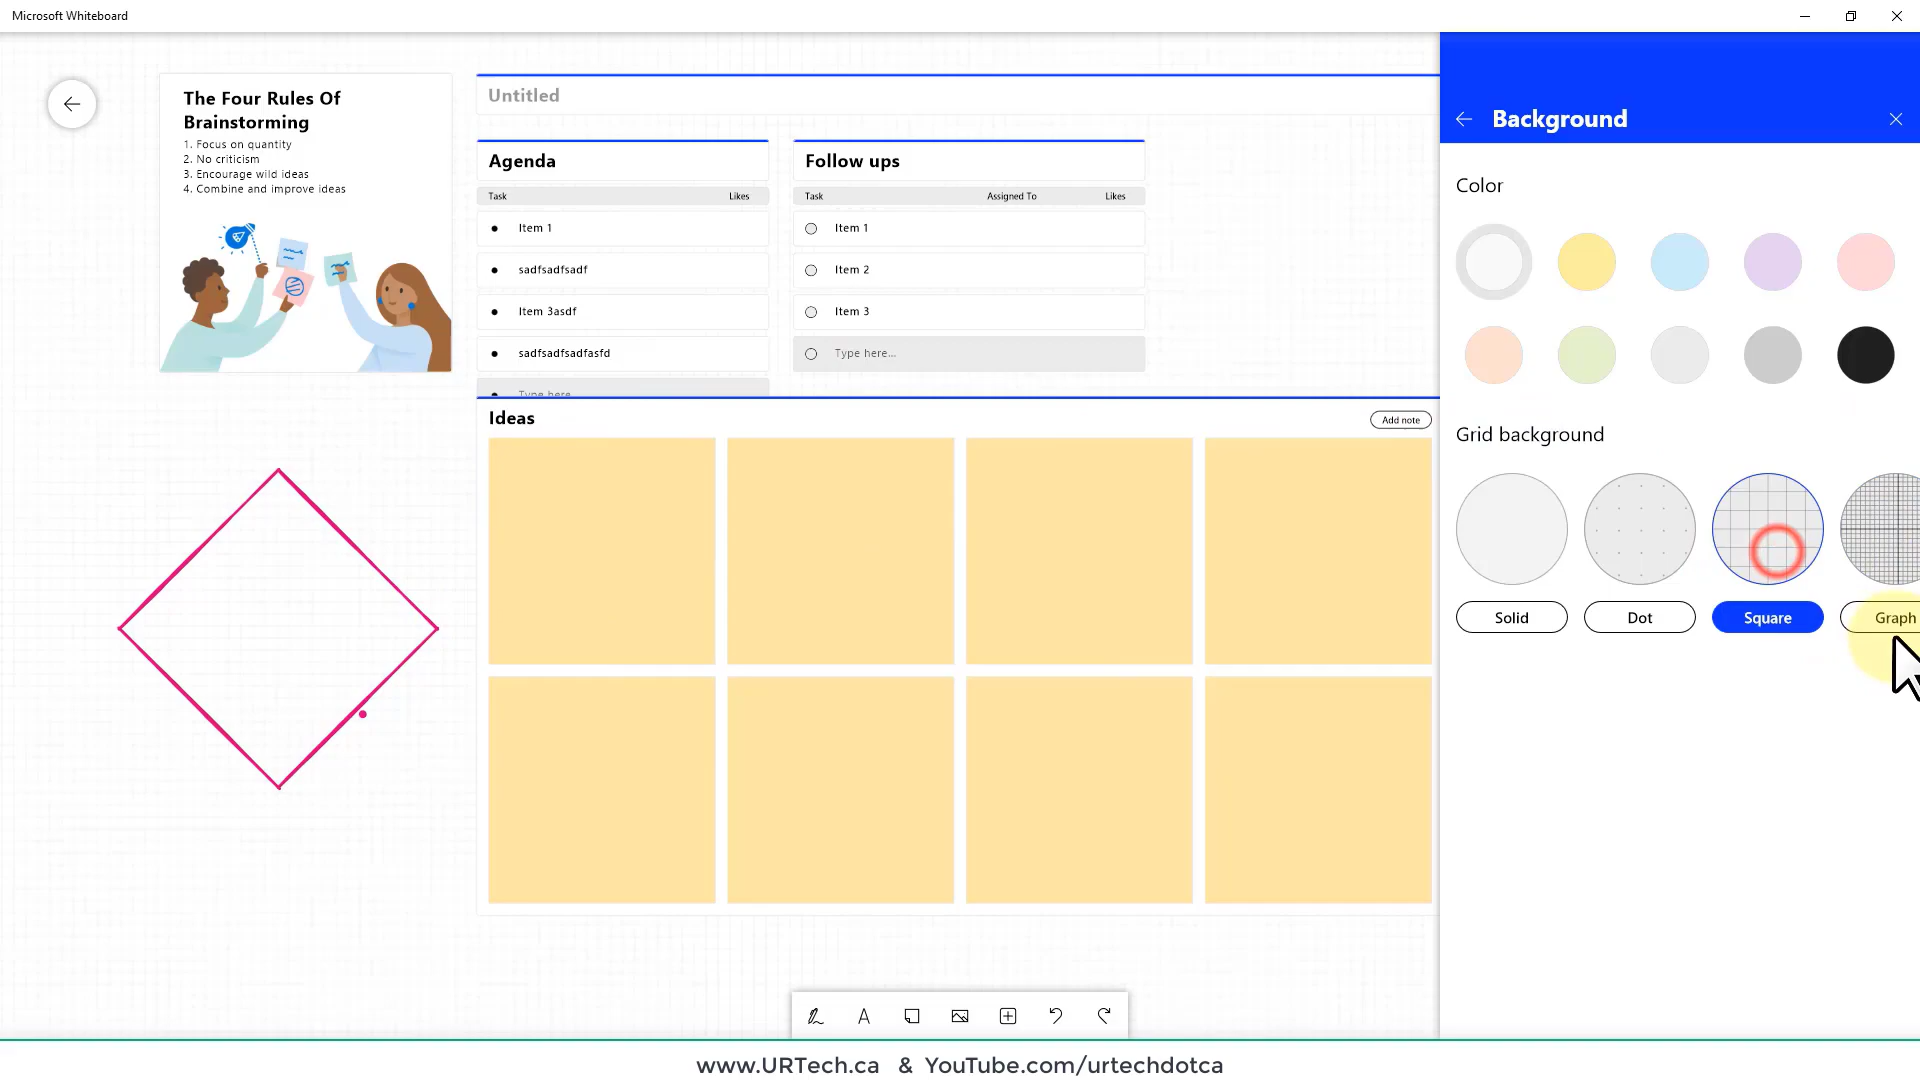 Microsoft Whiteboard
The Four Rules Of
Brainstorming
1. Focus on quantity
2. No criticism
3. Encourage wild ideas
4. Combine and improve ideas
Untitled
Agenda
Task Likes
Item 1
sadfsadfsadf
Item 3asdf
sadfsadfsadfasfd
Type here
Follow ups
Task Assigned To Likes
Item 1
Item 2
Item 3
Type here...
Ideas
Add note
Background
Color
Grid background
Solid Dot Square Graph
www.URTech.ca & YouTube.com/urtechdotca